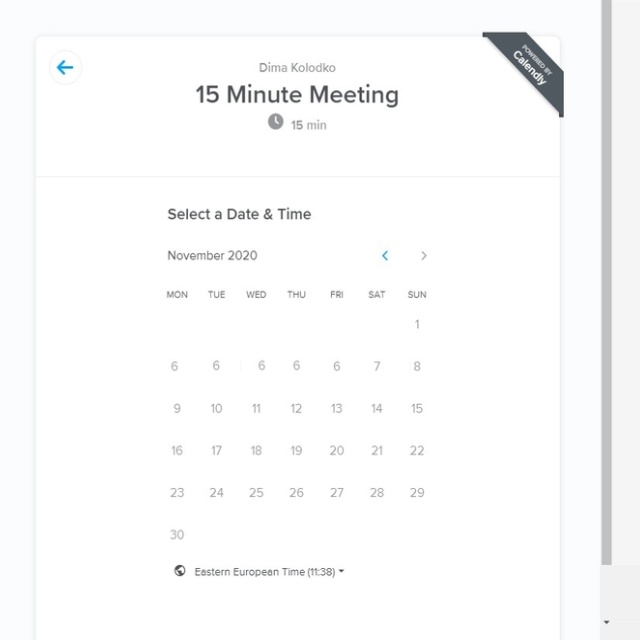 POWERED BY
Calendly
Dima Kolodko
15 Minute Meeting
15 min
Select a Date & Time
November 2020
MON TUE WED THU FRI SAT SUN
1
6 6 6 6 6 7 8
9 10 11 12 13 14 15
16 17 18 19 20 21 22
23 24 25 26 27 28 29
30
Eastern European Time (11:38)